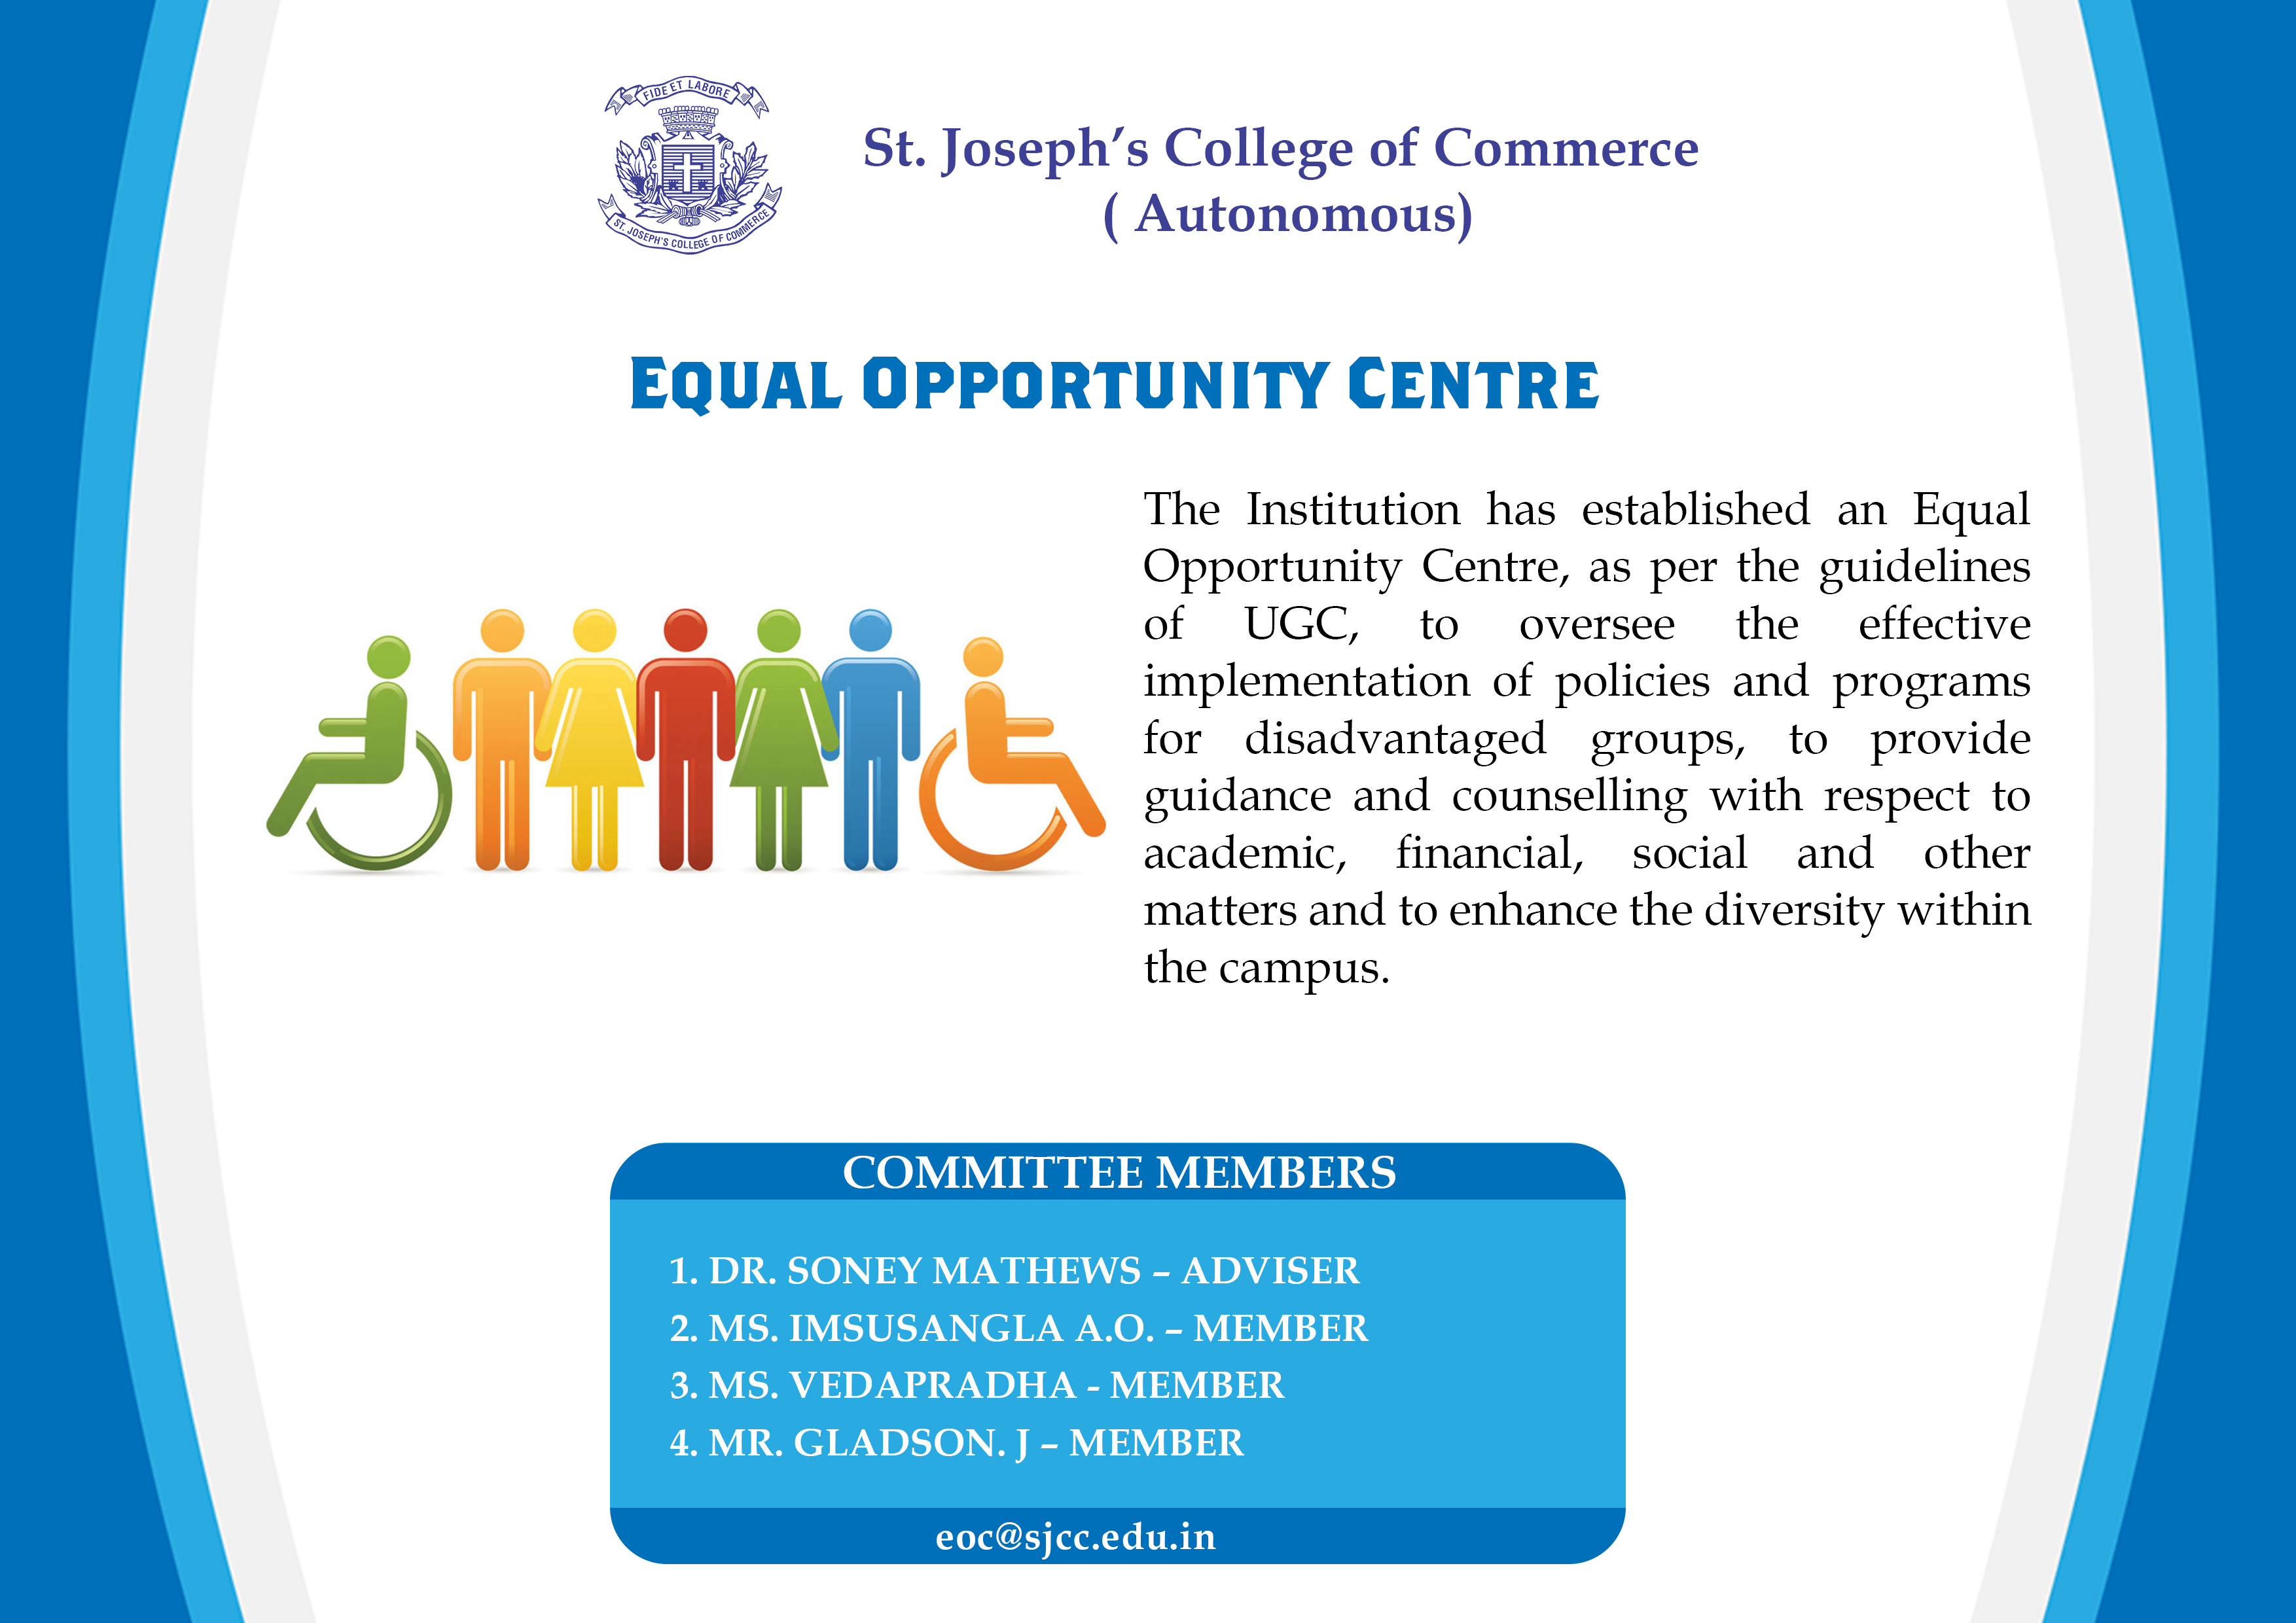 FIDE ET LABORE
ST. JOSEPH'S COLLEGE OF COMMERCE
St. Joseph’s College of Commerce
( Autonomous)
EQUAL OPPORTUNITY CENTRE
The Institution has established an Equal
Opportunity Centre, as per the guidelines
of UGC, to oversee the effective
implementation of policies and programs
for disadvantaged groups, to provide
guidance and counselling with respect to
academic, financial, social and other
matters and to enhance the diversity within
the campus.
COMMITTEE MEMBERS
1. DR. SONEY MATHEWS – ADVISER
2. MS. IMSUSANGLA A.O. – MEMBER
3. MS. VEDAPRADHA - MEMBER
4. MR. GLADSON. J – MEMBER
eoc@sjcc.edu.in